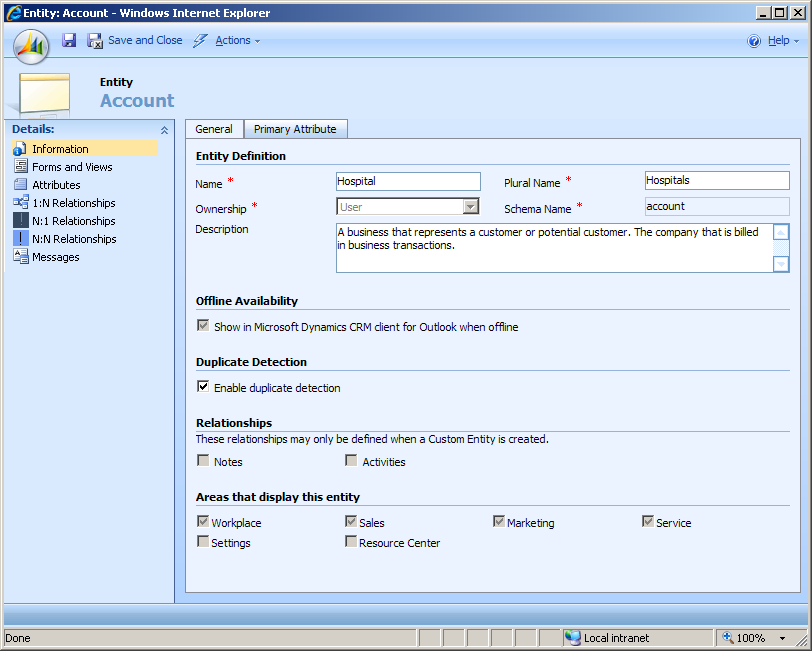 Entity: Account - Windows Internet Explorer
Save and Close Actions Help
Entity
Account
Details:
Information
Forms and Views
Attributes
1:N Relationships
N:1 Relationships
N:N Relationships
Messages
General Primary Attribute
Entity Definition
Name * Hospital Plural Name * Hospitals
Ownership * User Schema Name * account
Description A business that represents a customer or potential customer. The company that is billed
in business transactions.
Offline Availability
Show in Microsoft Dynamics CRM client for Outlook when offline
Duplicate Detection
Enable duplicate detection
Relationships
These relationships may only be defined when a Custom Entity is created.
Notes Activities
Areas that display this entity
Workplace Sales Marketing Service
Settings Resource Center
Done Local intranet 100%